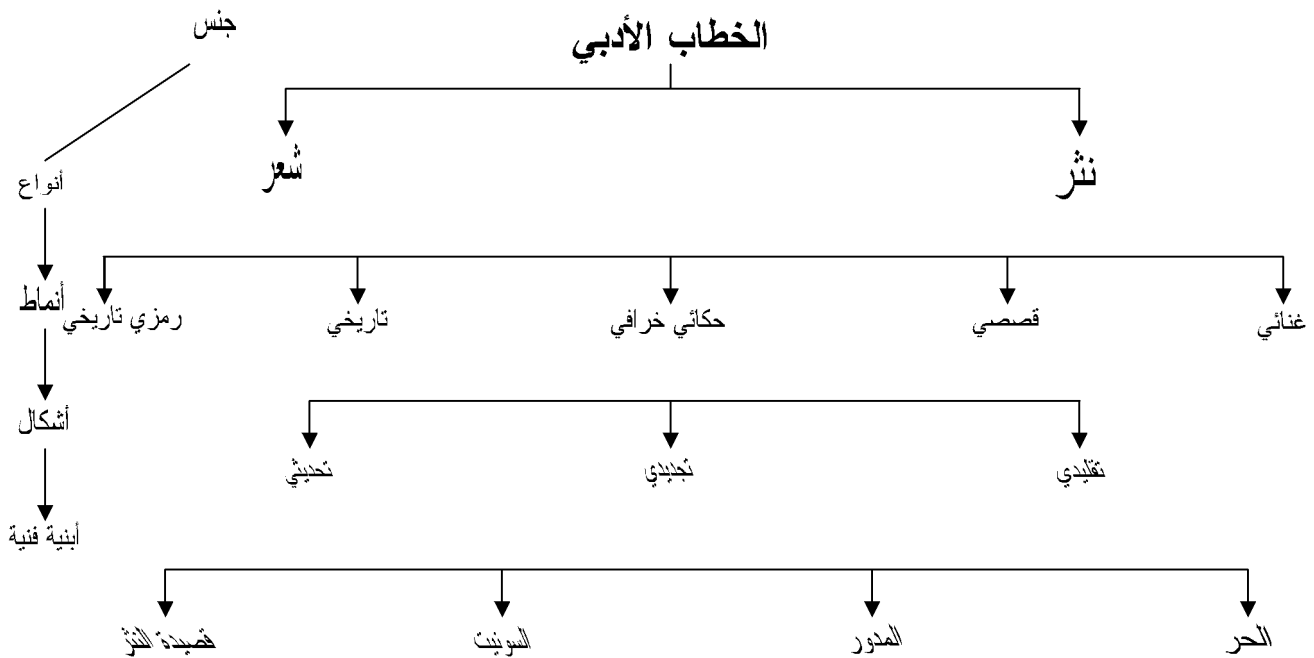 الخطاب الأدبي
جنس
نثر
شعر
أنواع
غنائي
قصصي
حكائي خرافي
تاريخي
رمزي تاريخي
أنماط
تقليدي
تجديدي
تحديثي
أشكال
الحر
المدور
السونيت
قصيدة النثر
أبنية فنية